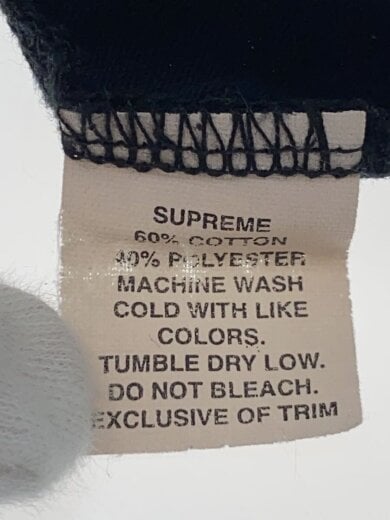 SUPREME
60% COTTON
40% POLYESTER
MACHINE WASH
COLD WITH LIKE
COLORS.
TUMBLE DRY LOW.
DO NOT BLEACH.
EXCLUSIVE OF TRIM